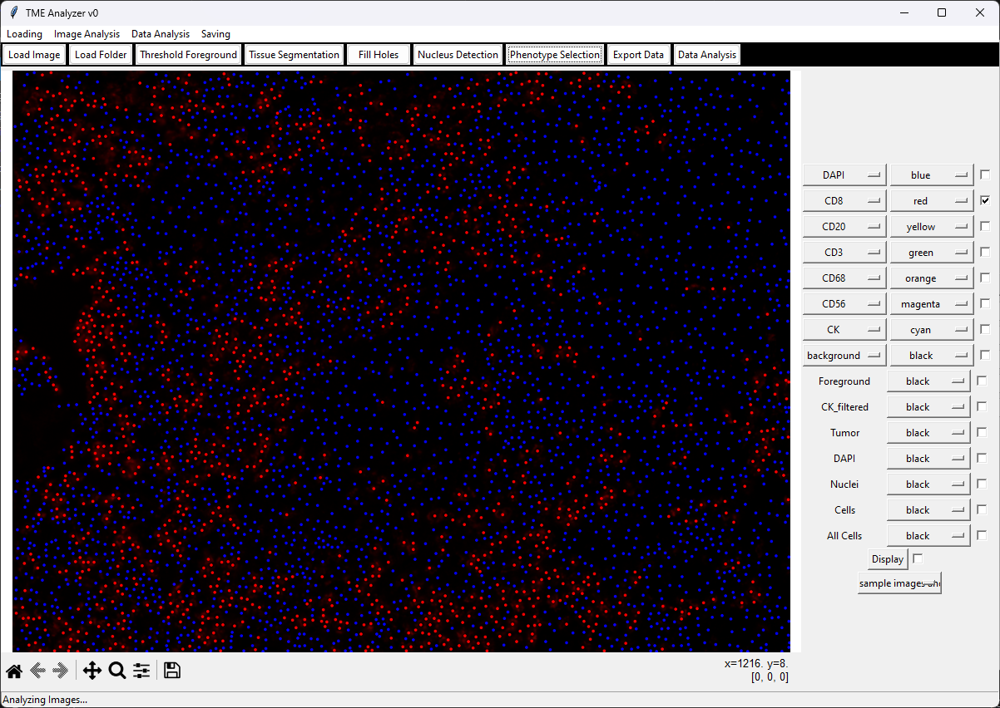 TME Analyzer v0
Loading Image Analysis Data Analysis Saving
Load Image Load Folder Threshold Foreground Tissue Segmentation Fill Holes Nucleus Detection Phenotype Selection Export Data Data Analysis
DAPI blue
CD8 red
CD20 yellow
CD3 green
CD68 orange
CD56 magenta
CK cyan
background black
Foreground black
CK_filtered black
Tumor black
DAPI black
Nuclei black
Cells black
All Cells black
Display
sample images
x=1216. y=8.
[0, 0, 0]
Analyzing Images...